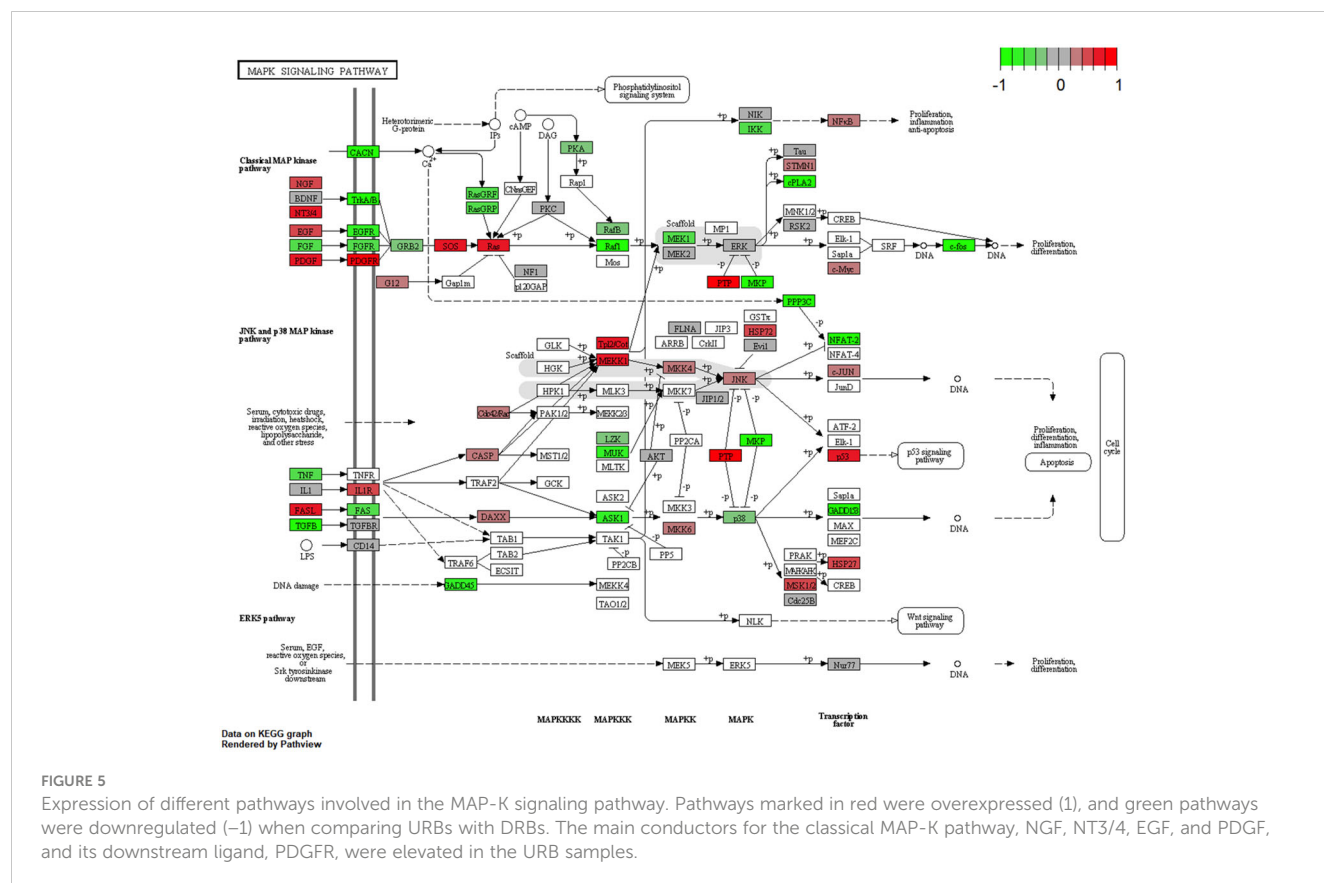 MAPK SIGNALING PATHWAY
-1 0 1
Phosphatidylinositol
signaling system
Heterotorimeric
G-protein
IP3
cAMP
DAG
Ca2+
Classical MAP kinase
pathway
CACN
NGF
BDNF
NT3/4
EGF
FGF
PDGF
TrkA/B
EGFR
FGFR
PDGFR
GRB2
SOS
Ras
G12
Gap1m
RasGRF
RasGRP
CNrasGEF
PKC
NF1
p120GAP
PKA
+p
Rap1
+p
+p
+p
RafB
Raf1
Mos
+p
+p
Scaffold
MEK1
MEK2
MP1
+p
ERK
PTP
MKP
-p
-p
+p
NIK
IKK
+p
NFκB
Proliferation,
inflammation
anti-apoptosis
Tau
STMN1
cPLA2
+p
+p
MNK1/2
RSK2
+p
CREB
+p
Elk-1
Sap1a
c-Myc
SRF
DNA
c-fos
DNA
Proliferation,
differentiation
PPP3C
-p
JNK and p38 MAP kinase
pathway
Scaffold
GLK
HGK
HPK1
+p
+p
+p
Tpl2/Cot
MEKK1
MLK3
PAK1/2
MEKK2/3
LZK
MUK
MLTK
MST1/2
GCK
FLNA
JIP3
ARRB
CrkII
GSTπ
HSP72
Evi1
MKK4
MKK7
JNK
JIP1/2
+p
+p
+p
+p
-p
PP2CA
AKT
-p
-p
MKP
PTP
-p
-p
NFAT-2
NFAT-4
c-JUN
JunD
+p
+p
DNA
ATF-2
Elk-1
p53
p53 signaling
pathway
Proliferation,
differentiation,
inflammation
Apoptosis
Cell
cycle
Serum, cytotoxic drugs,
irradiation, heatshock,
reactive oxygen species,
lipopolysaccharide,
and other stress
Cdc42/Rac
CASP
TRAF2
DAXX
TNF
IL1
FASL
TGFB
LPS
TNFR
IL1R
FAS
TGFBR
CD14
ASK2
ASK1
TAK1
TAB1
TAB2
ECSIT
TRAF6
+p
+p
MKK3
MKK6
PP5
PP2CB
-p
+p
p38
+p
+p
Sap1a
GADD153
MAX
MEF2C
DNA
DNA damage
GADD45
MEKK4
TAO1/2
PRAK
MSK1/2
Cdc25B
+p
+p
HSP27
CREB
+p
ERK5 pathway
+p
NLK
Wnt signaling
pathway
Serum, EGF,
reactive oxygen species,
or
Srk tyrosinkinase
downstream
MEK5
+p
ERK5
+p
Nur77
DNA
Proliferation,
differentiation
MAPKKKK MAPKKK MAPKK MAPK Transcription
factor
Data on KEGG graph
Rendered by Pathview
FIGURE 5
Expression of different pathways involved in the MAP-K signaling pathway. Pathways marked in red were overexpressed (1), and green pathways
were downregulated (–1) when comparing URBs with DRBs. The main conductors for the classical MAP-K pathway, NGF, NT3/4, EGF, and PDGF,
and its downstream ligand, PDGFR, were elevated in the URB samples.